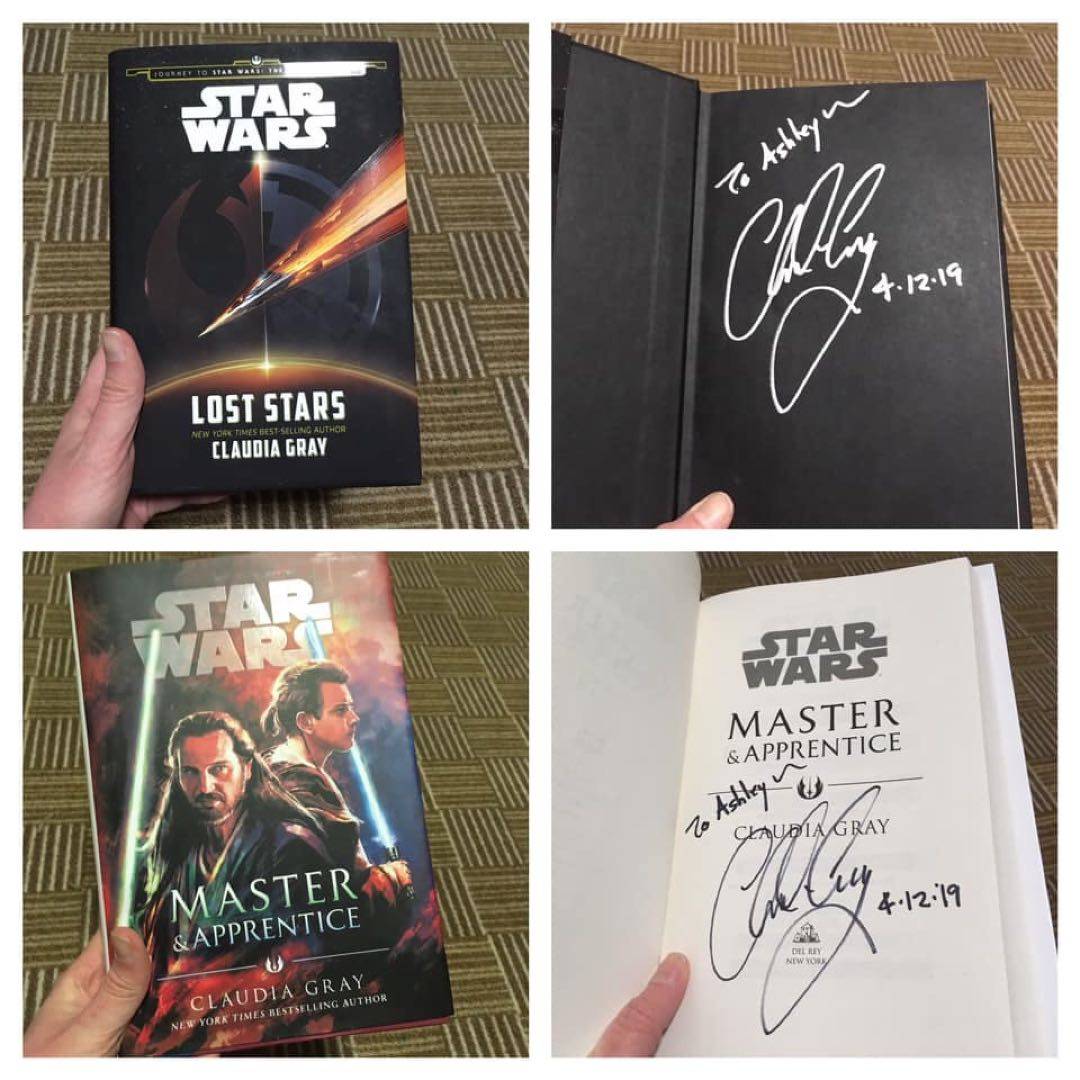 JOURNEY TO STAR WARS: THE
STAR
WARS
LOST STARS
NEW YORK TIMES BEST-SELLING AUTHOR
CLAUDIA GRAY
To Ashley
4.12.19
STAR
WARS
MASTER
& APPRENTICE
CLAUDIA GRAY
NEW YORK TIMES BESTSELLING AUTHOR
STAR
WARS
MASTER
& APPRENTICE
To Ashley
CLAUDIA GRAY
4.12.19
DEL REY
NEW YORK